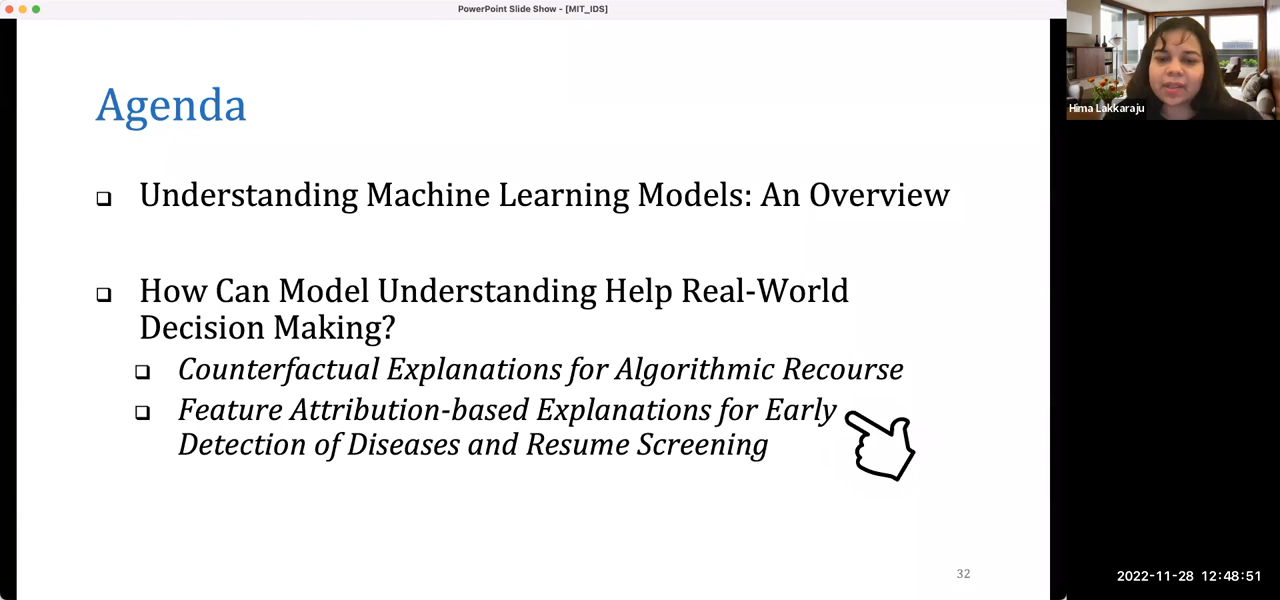 PowerPoint Slide Show - [MIT_IDS]
Agenda
Understanding Machine Learning Models: An Overview
How Can Model Understanding Help Real-World
Decision Making?
Counterfactual Explanations for Algorithmic Recourse
Feature Attribution-based Explanations for Early
Detection of Diseases and Resume Screening
32
Hima Lakkaraju
2022-11-28 12:48:51